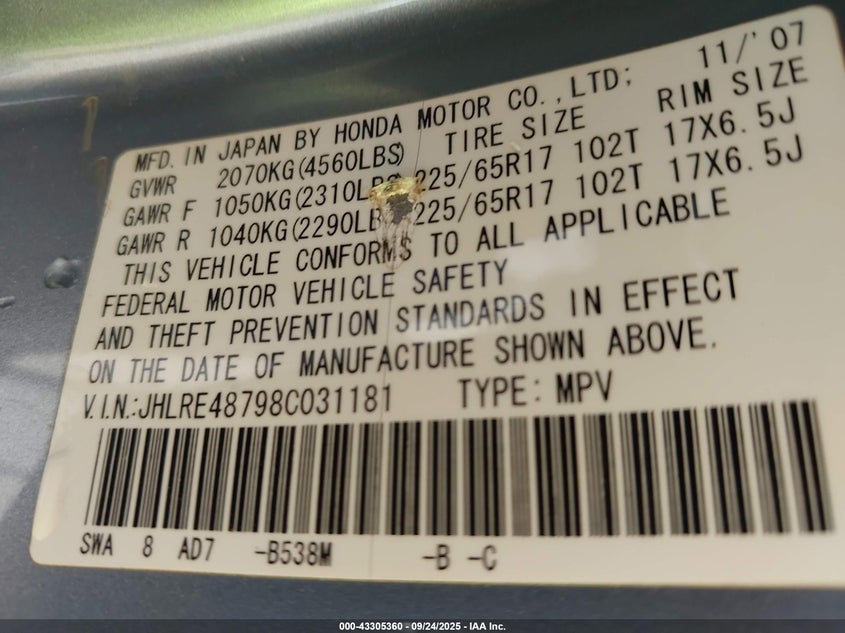 MFD. IN JAPAN BY HONDA MOTOR CO.,LTD; 11/'07
GVWR 2070KG(4560LBS) TIRE SIZE RIM SIZE
GAWR F 1050KG(2310LBS) 225/65R17 102T 17X6.5J
GAWR R 1040KG(2290LB 225/65R17 102T 17X6.5J
THIS VEHICLE CONFORMS TO ALL APPLICABLE
FEDERAL MOTOR VEHICLE SAFETY
AND THEFT PREVENTION STANDARDS IN EFFECT
ON THE DATE OF MANUFACTURE SHOWN ABOVE.
V.I.N.:JHLRE48798C031181 TYPE: MPV
SWA 8 AD7 -B538M -B -C
000-43305360 - 09/24/2025 - IAA Inc.